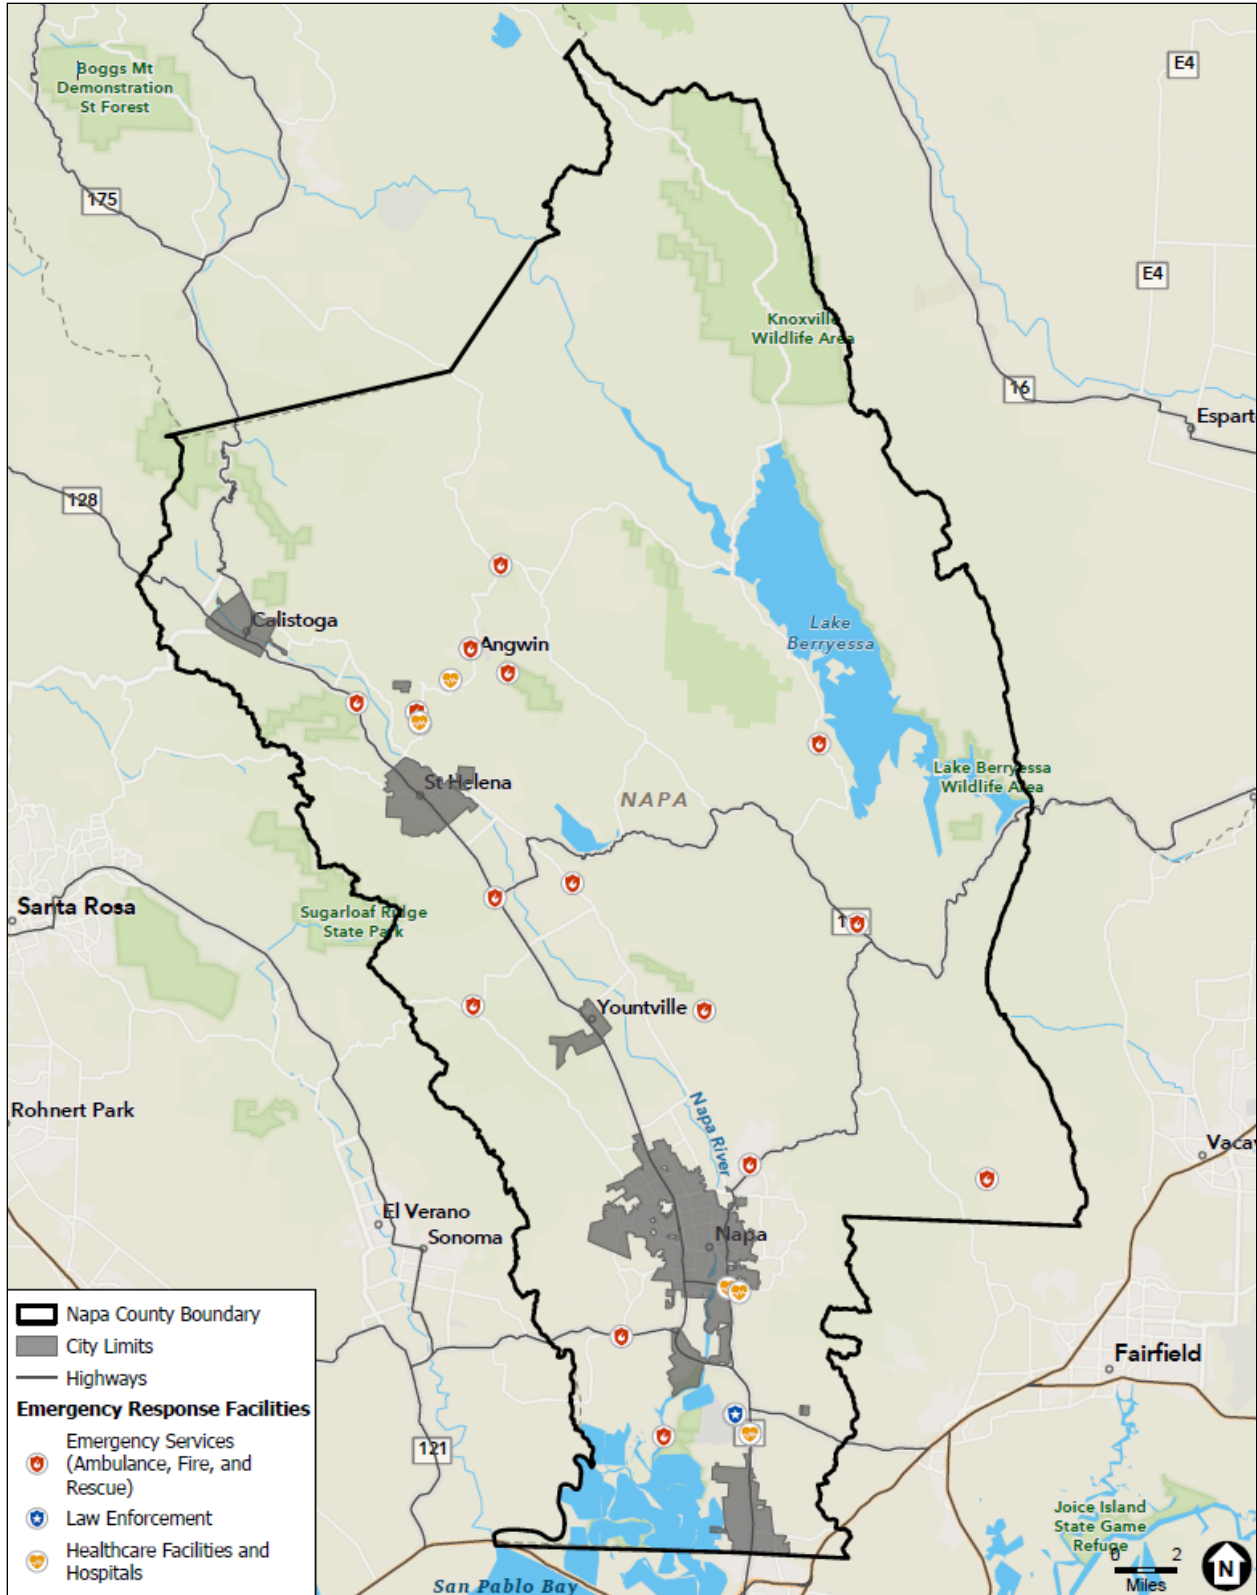 Boggs Mt
Demonstration
St Forest
E4
175
E4
Knoxville
Wildlife Area
16
Espart
128
Calistoga
Lake
Berryessa
Angwin
St Helena
NAPA
Lake Berryessa
Wildlife Area
Santa Rosa
Sugarloaf Ridge
State Park
Yountville
Rohnert Park
Napa River
Vacav
El Verano
Sonoma
Napa
Fairfield
121
Joice Island
State Game
Refuge
San Pablo Bay
Napa County Boundary
City Limits
Highways
Emergency Response Facilities
Emergency Services
(Ambulance, Fire, and
Rescue)
Law Enforcement
Healthcare Facilities and
Hospitals
0 2
Miles
N